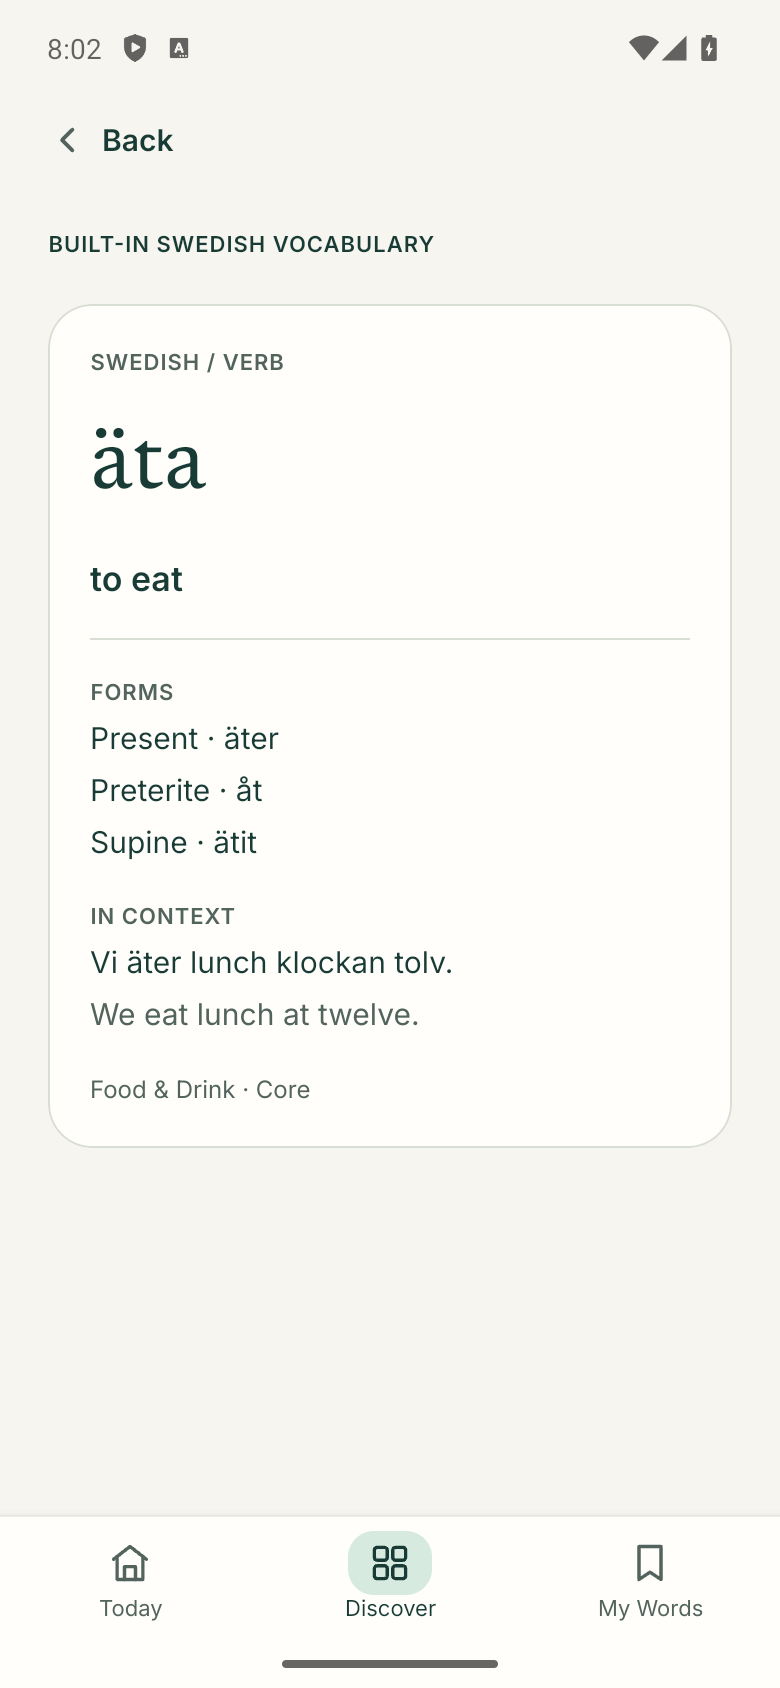 8:02
Back
BUILT-IN SWEDISH VOCABULARY
SWEDISH / VERB
äta
to eat
FORMS
Present · äter
Preterite · åt
Supine · ätit
IN CONTEXT
Vi äter lunch klockan tolv.
We eat lunch at twelve.
Food & Drink · Core
Today
Discover
My Words